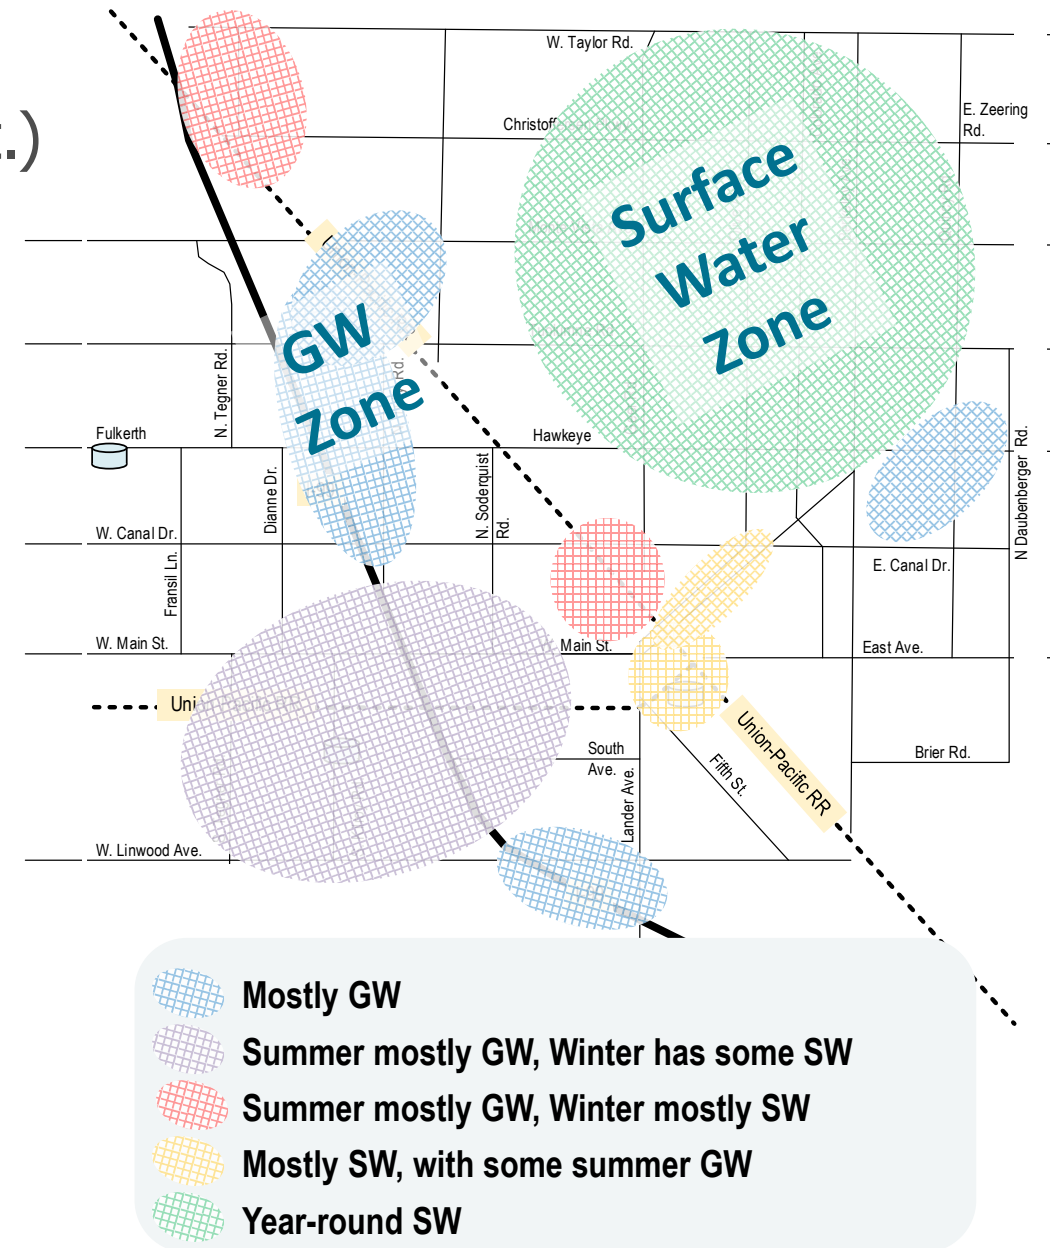 .)
W. Taylor Rd.
E. Zeering
Rd.
Christoff
Surface
Water
Zone
GW
Zone
N. Tegner Rd.
Rd.
Fulkerth
Hawkeye
Dianne Dr.
N. Soderquist
Rd.
N Daubenberger Rd.
W. Canal Dr.
E. Canal Dr.
Fransil Ln.
W. Main St.
Main St.
East Ave.
Uni
Union-Pacific RR
South
Ave.
Fifth St.
Brier Rd.
Lander Ave.
W. Linwood Ave.
Mostly GW
Summer mostly GW, Winter has some SW
Summer mostly GW, Winter mostly SW
Mostly SW, with some summer GW
Year-round SW